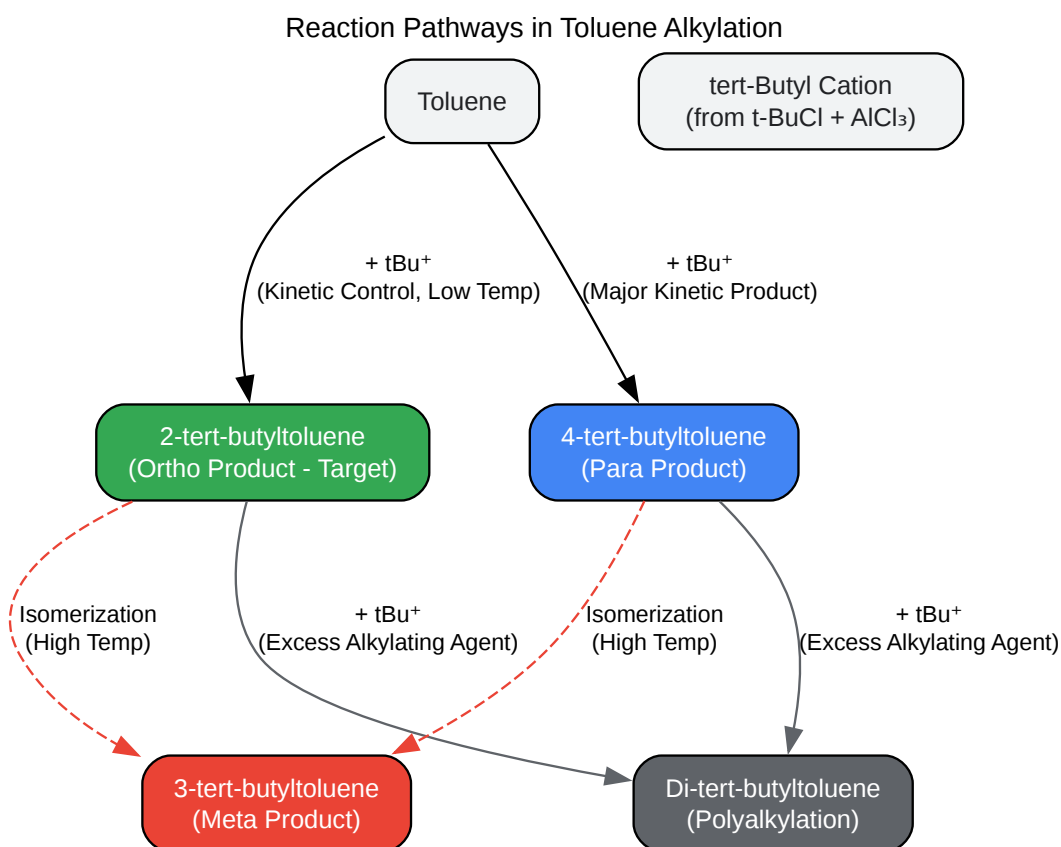 Reaction Pathways in Toluene Alkylation
Toluene
tert-Butyl Cation
(from t-BuCl + AlCl₃)
+ tBu⁺
(Kinetic Control, Low Temp)
+ tBu⁺
(Major Kinetic Product)
2-tert-butyltoluene
(Ortho Product - Target)
4-tert-butyltoluene
(Para Product)
Isomerization
(High Temp)
+ tBu⁺
(Excess Alkylating Agent)
Isomerization
(High Temp)
+ tBu⁺
(Excess Alkylating Agent)
3-tert-butyltoluene
(Meta Product)
Di-tert-butyltoluene
(Polyalkylation)